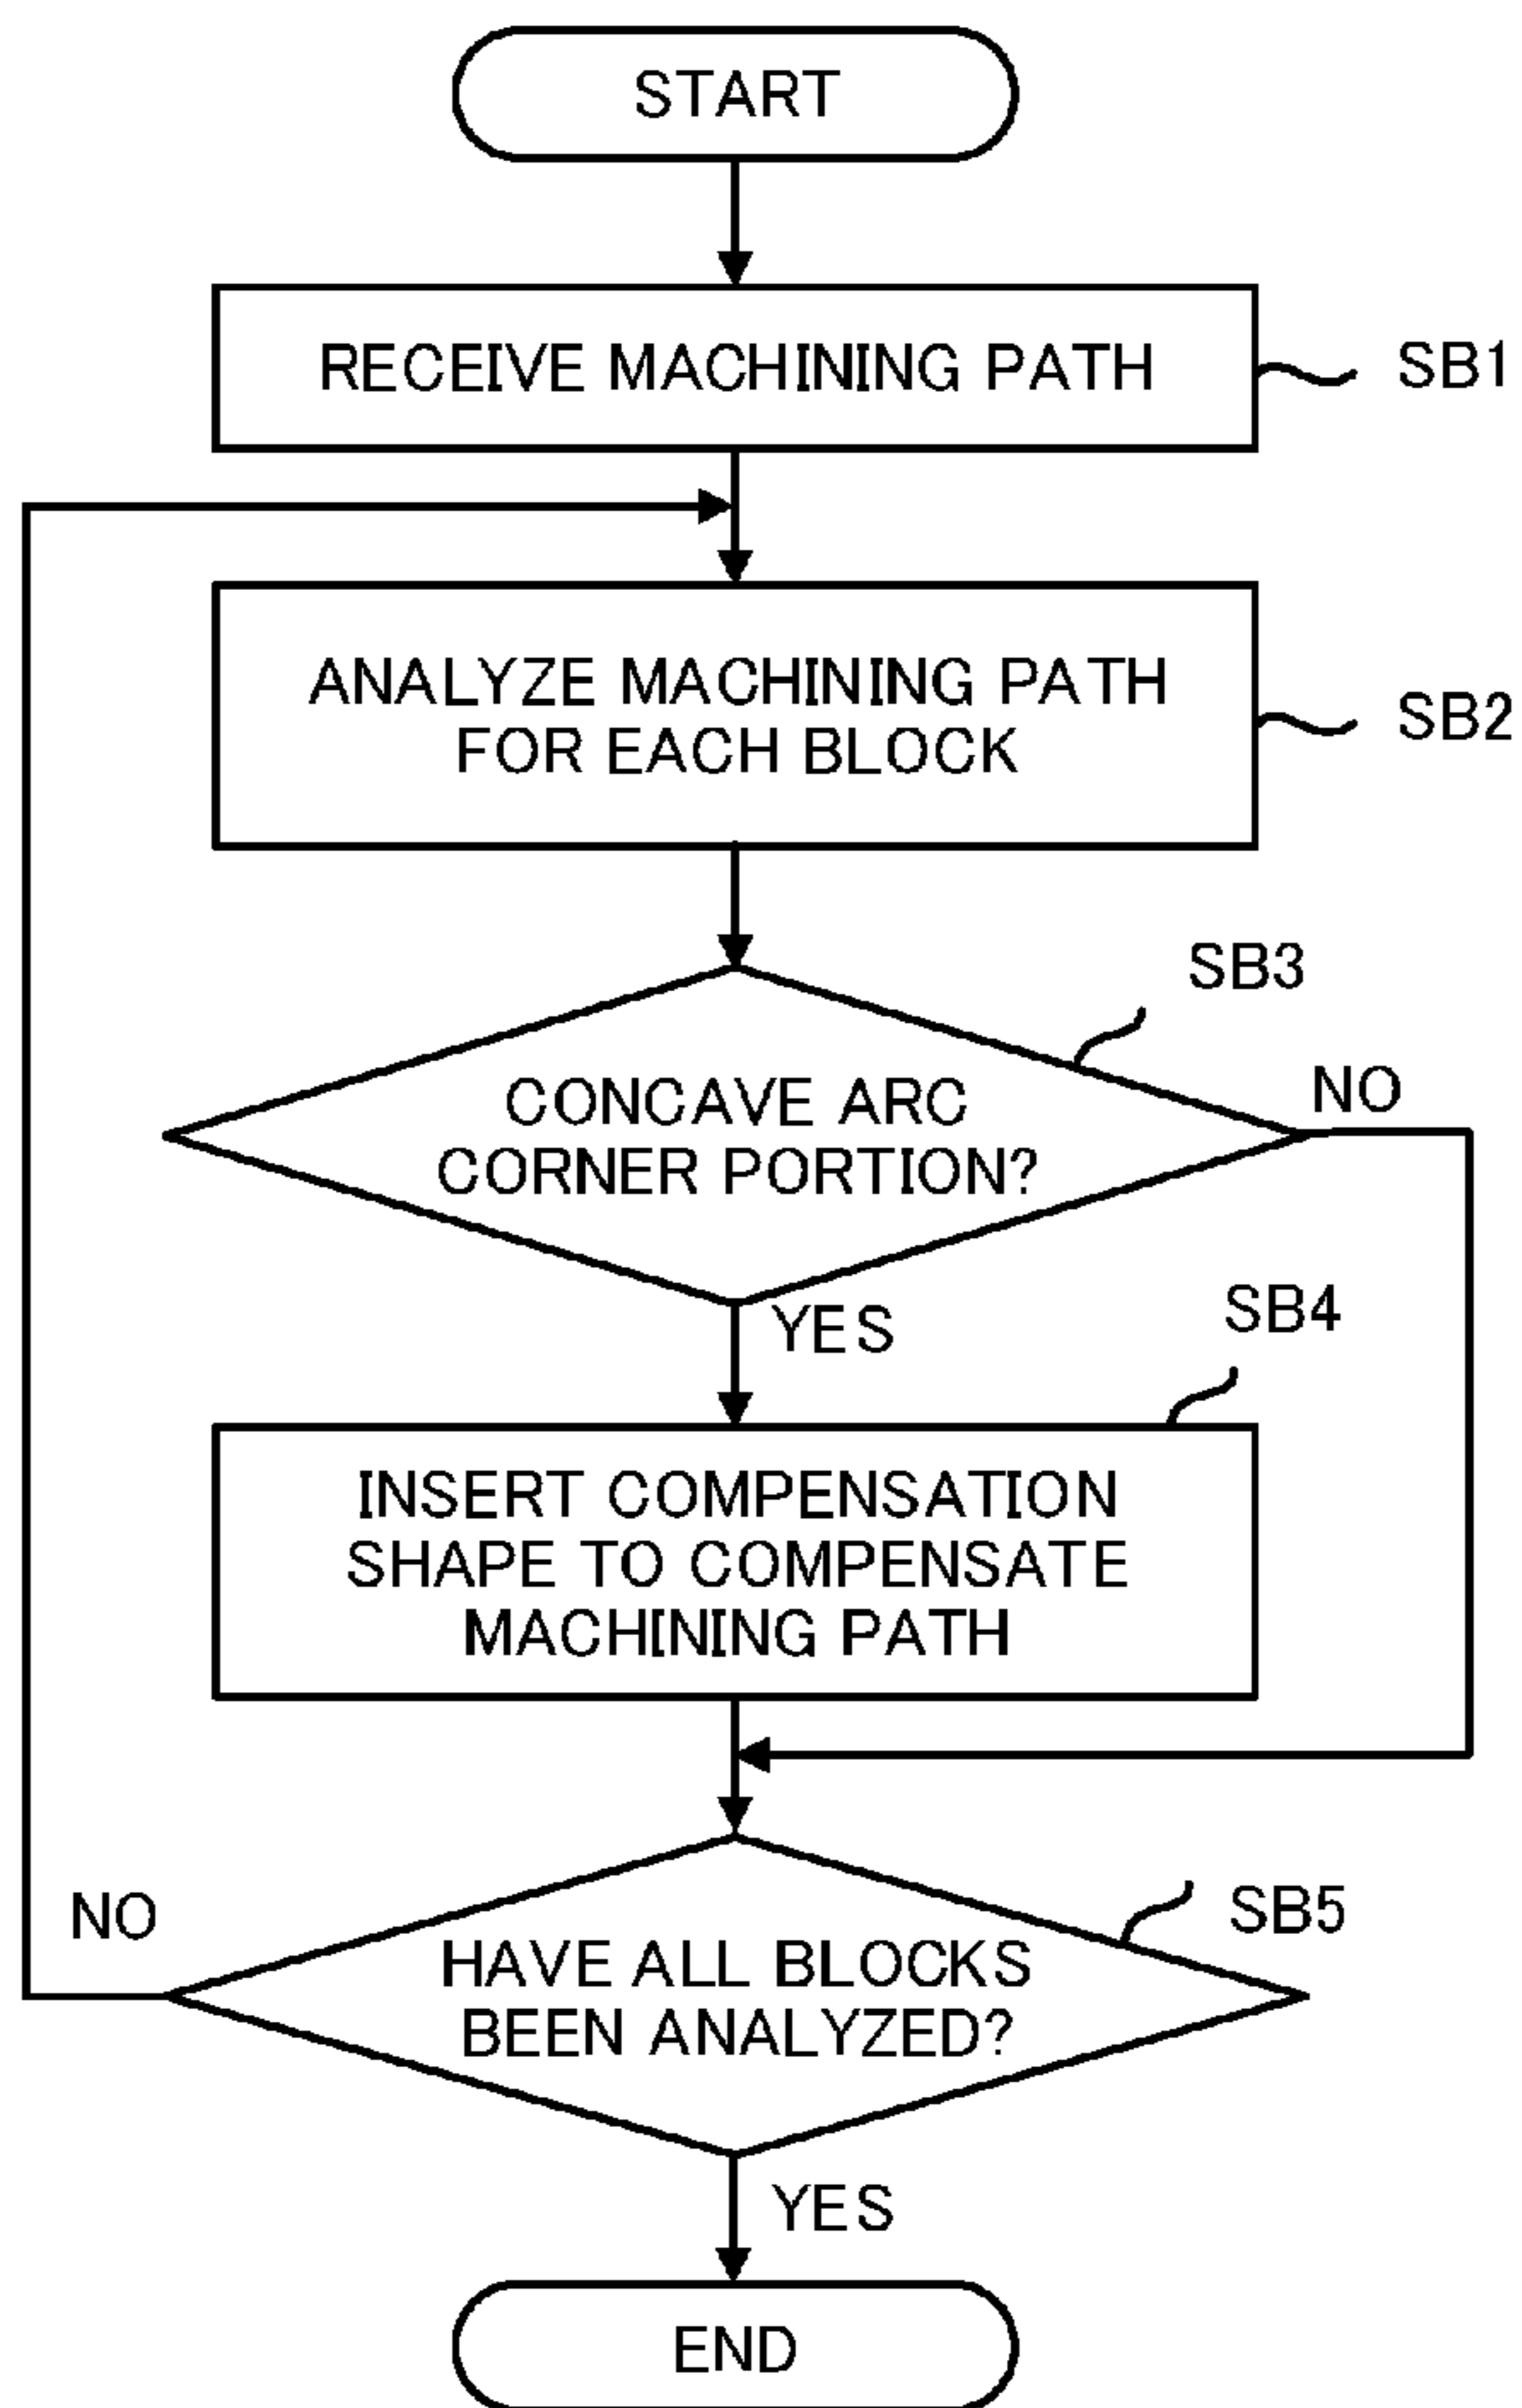 START
RECEIVE MACHINING PATH
SB1
ANALYZE MACHINING PATH
FOR EACH BLOCK
SB2
SB3
CONCAVE ARC
CORNER PORTION?
NO
YES
SB4
INSERT COMPENSATION
SHAPE TO COMPENSATE
MACHINING PATH
NO
SB5
HAVE ALL BLOCKS
BEEN ANALYZED?
YES
END